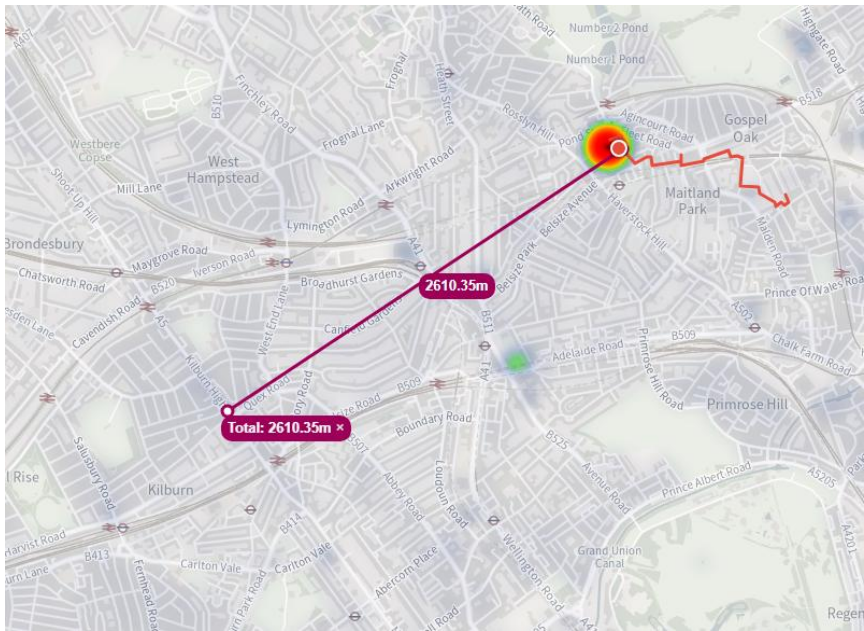 A407
Number 2 Pond
Number 1 Pond
Highgate Road
B518
Heath Street
Frognal
Finchley Road
B510
Rosslyn Hill
Agincourt Road
Gospel
Oak
Westbere
Copse
West
Hampstead
Frognal Lane
Arkwright Road
Mill Lane
Shoot Up Hill
Maitland
Park
Haverstock Hill
Belsize Avenue
Belsize Park
Malden Road
Lymington Road
Brondesbury
Maygrove Road
Iverson Road
A41
Chatsworth Road
B520
Broadhurst Gardens
2610.35m
Prince Of Wales Road
Cavendish Road
A5
West End Lane
Canfield Gardens
B511
A502
B509
Chalk Farm Road
Adelaide Road
A41
Primrose Hill Road
Quex Road
B509
Primrose Hill
Total: 2610.35m ×
Boundary Road
B507
B525
Salusbury Road
Kilburn
Abbey Road
Loudoun Road
Avenue Road
Prince Albert Road
A5205
B414
Harvist Road
B413
Carlton Vale
Carlton Vale
Abercorn Place
Wellington Road
Grand Union
Canal
A4201
Fernhead Road